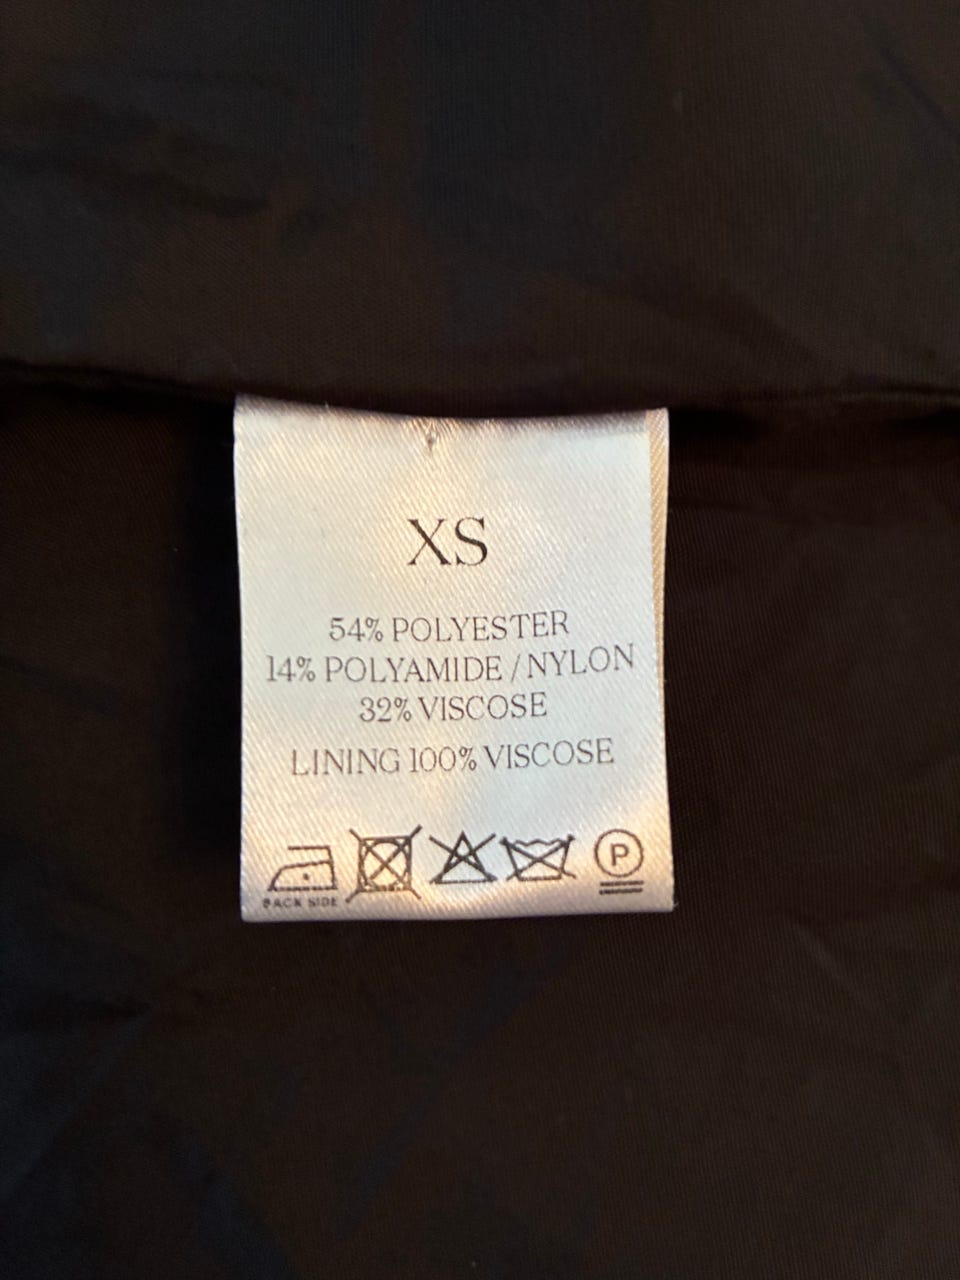 XS
54% POLYESTER
14% POLYAMIDE / NYLON
32% VISCOSE
LINING 100% VISCOSE
P
BACK SIDE